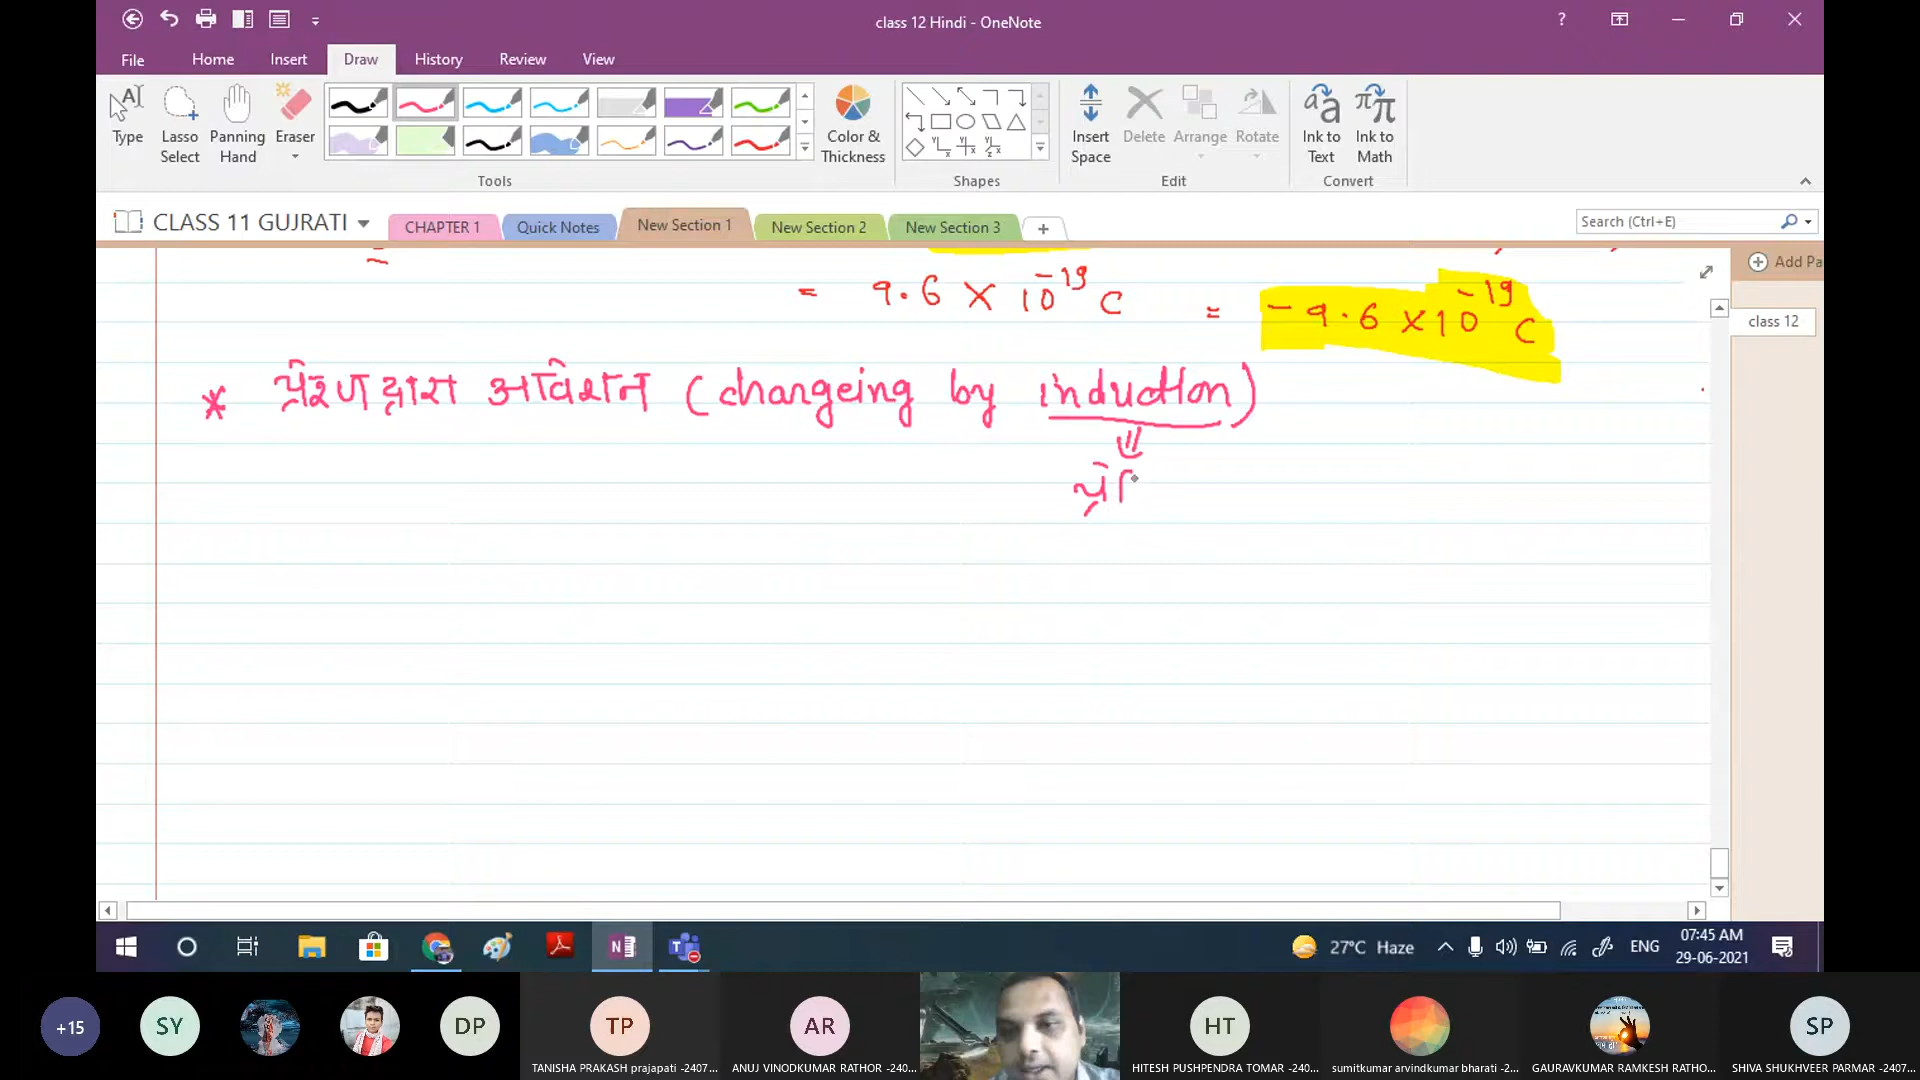 class 12 Hindi - OneNote
?
File Home Insert Draw History Review View
Type
Lasso Select
Panning Hand
Eraser
Color & Thickness
Insert Space
Delete
Arrange
Rotate
Ink to Text
Ink to Math
Tools
Shapes
Edit
Convert
CLASS 11 GUJRATI
CHAPTER 1
Quick Notes
New Section 1
New Section 2
New Section 3
+
Search (Ctrl+E)
Add Pa
class 12
= 9.6 X 10⁻¹⁹ C = -9.6 X 10⁻¹⁹ C
* प्रेरण द्वारा आवेशन (chargeing by induction)
27°C Haze
ENG
07:45 AM
29-06-2021
+15
SY
DP
TP
AR
HT
SP
TANISHA PRAKASH prajapati -2407...
ANUJ VINODKUMAR RATHOR -240...
HITESH PUSHPENDRA TOMAR -240...
sumitkumar arvindkumar bharati -2...
GAURAVKUMAR RAMKESH RATHO...
SHIVA SHUKHVEER PARMAR -2407...